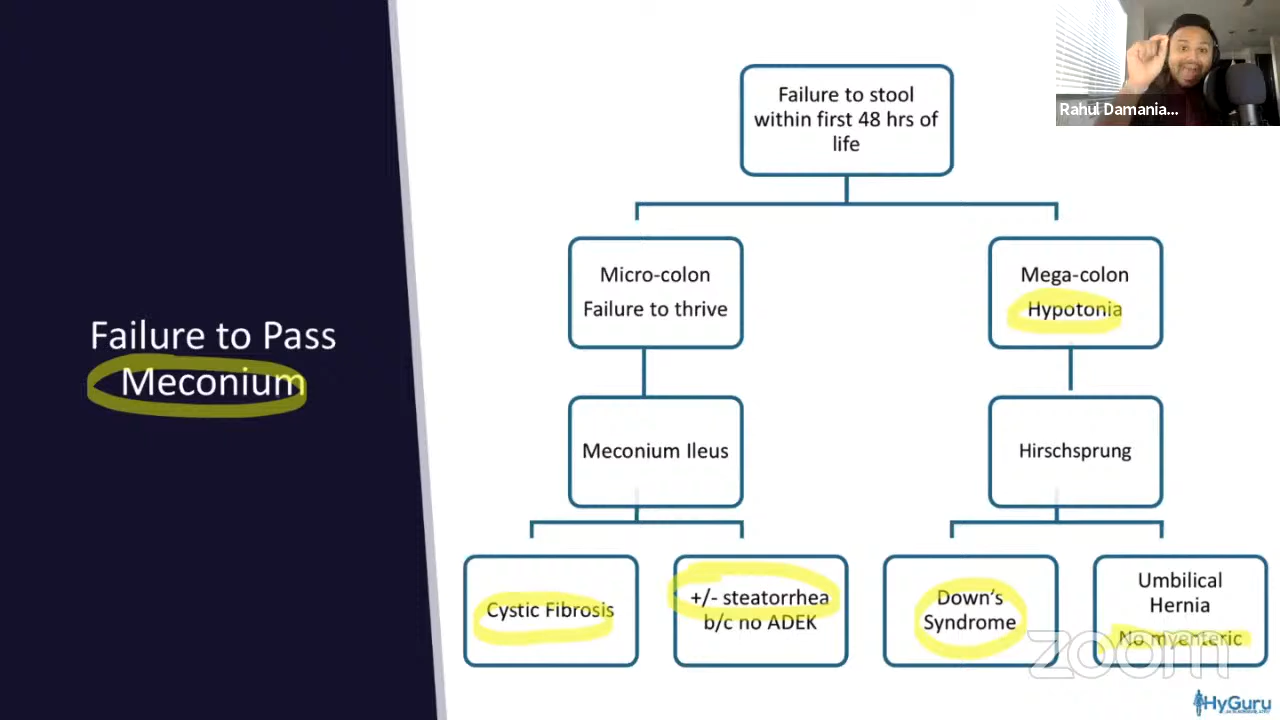 Rahul Damania...
Failure to stool
within first 48 hrs of
life
Micro-colon
Failure to thrive
Mega-colon
Hypotonia
Failure to Pass
Meconium
Meconium Ileus
Hirschsprung
Cystic Fibrosis
+/- steatorrhea
b/c no ADEK
Down's
Syndrome
Umbilical
Hernia
No myenteric
zoom
HyGuru